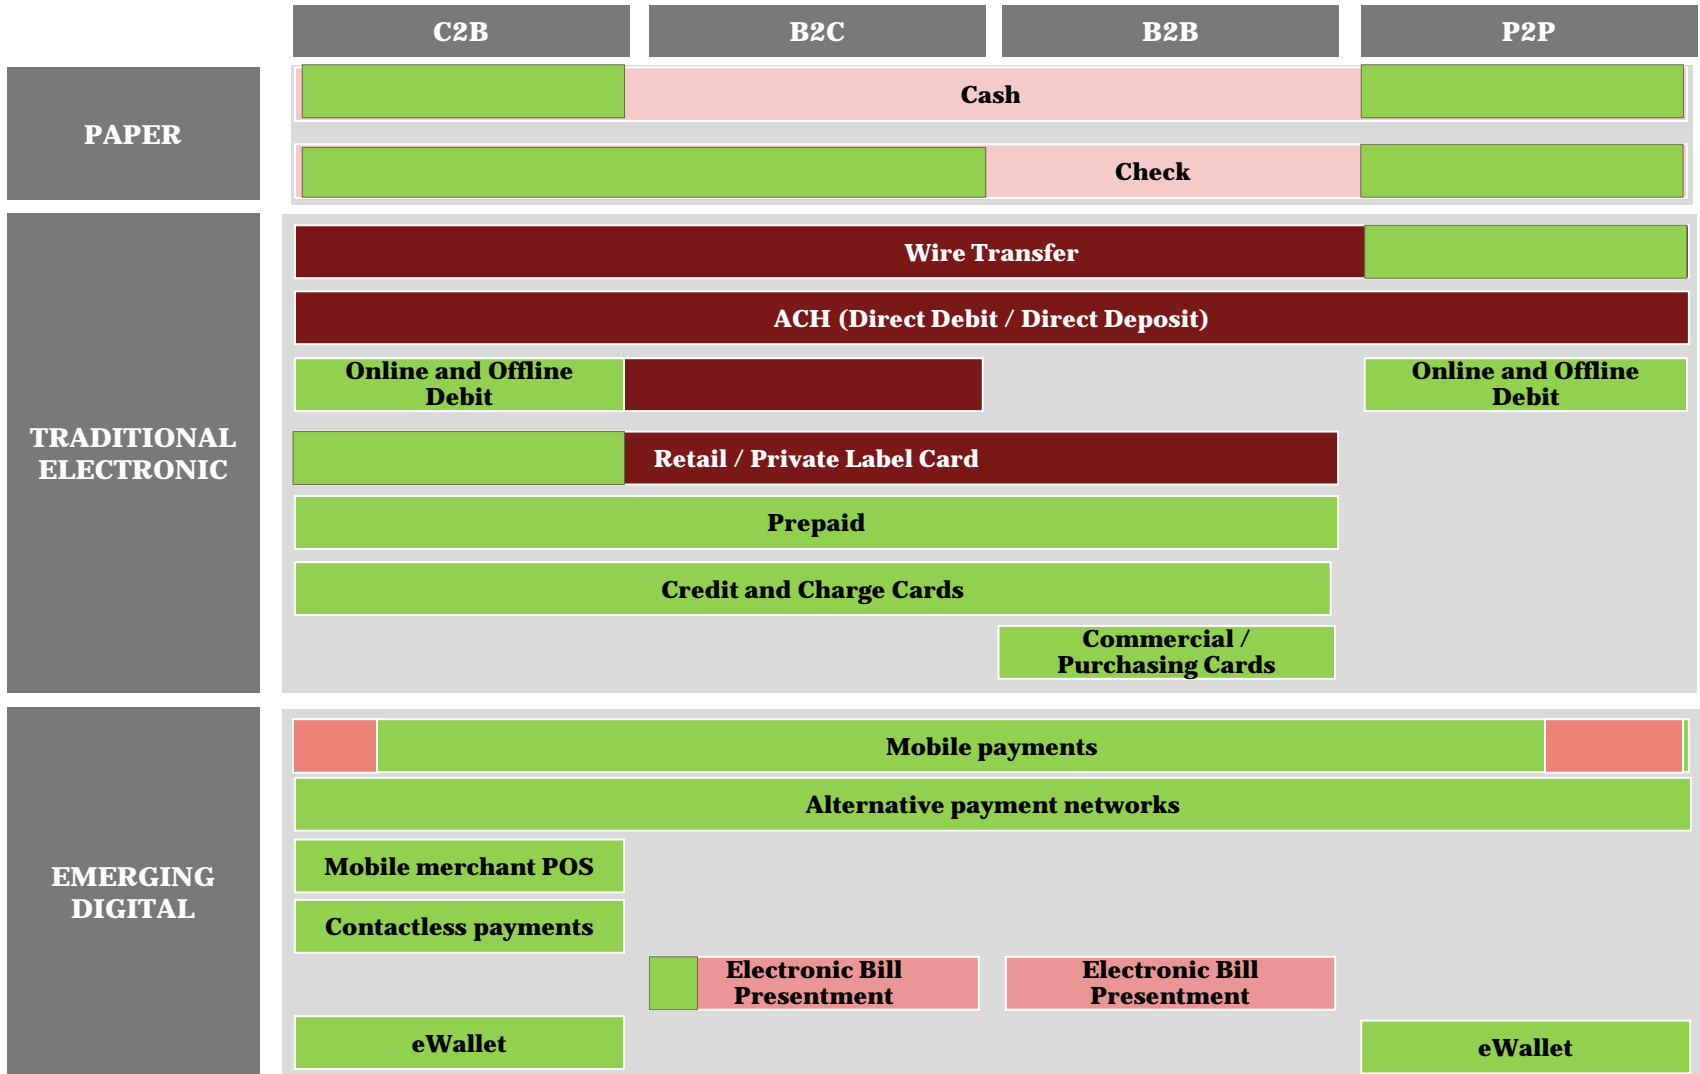 C2B
B2C
B2B
P2P
PAPER
Cash
Check
TRADITIONAL
ELECTRONIC
Wire Transfer
ACH (Direct Debit / Direct Deposit)
Online and Offline
Debit
Online and Offline
Debit
Retail / Private Label Card
Prepaid
Credit and Charge Cards
Commercial /
Purchasing Cards
EMERGING
DIGITAL
Mobile payments
Alternative payment networks
Mobile merchant POS
Contactless payments
Electronic Bill
Presentment
Electronic Bill
Presentment
eWallet
eWallet